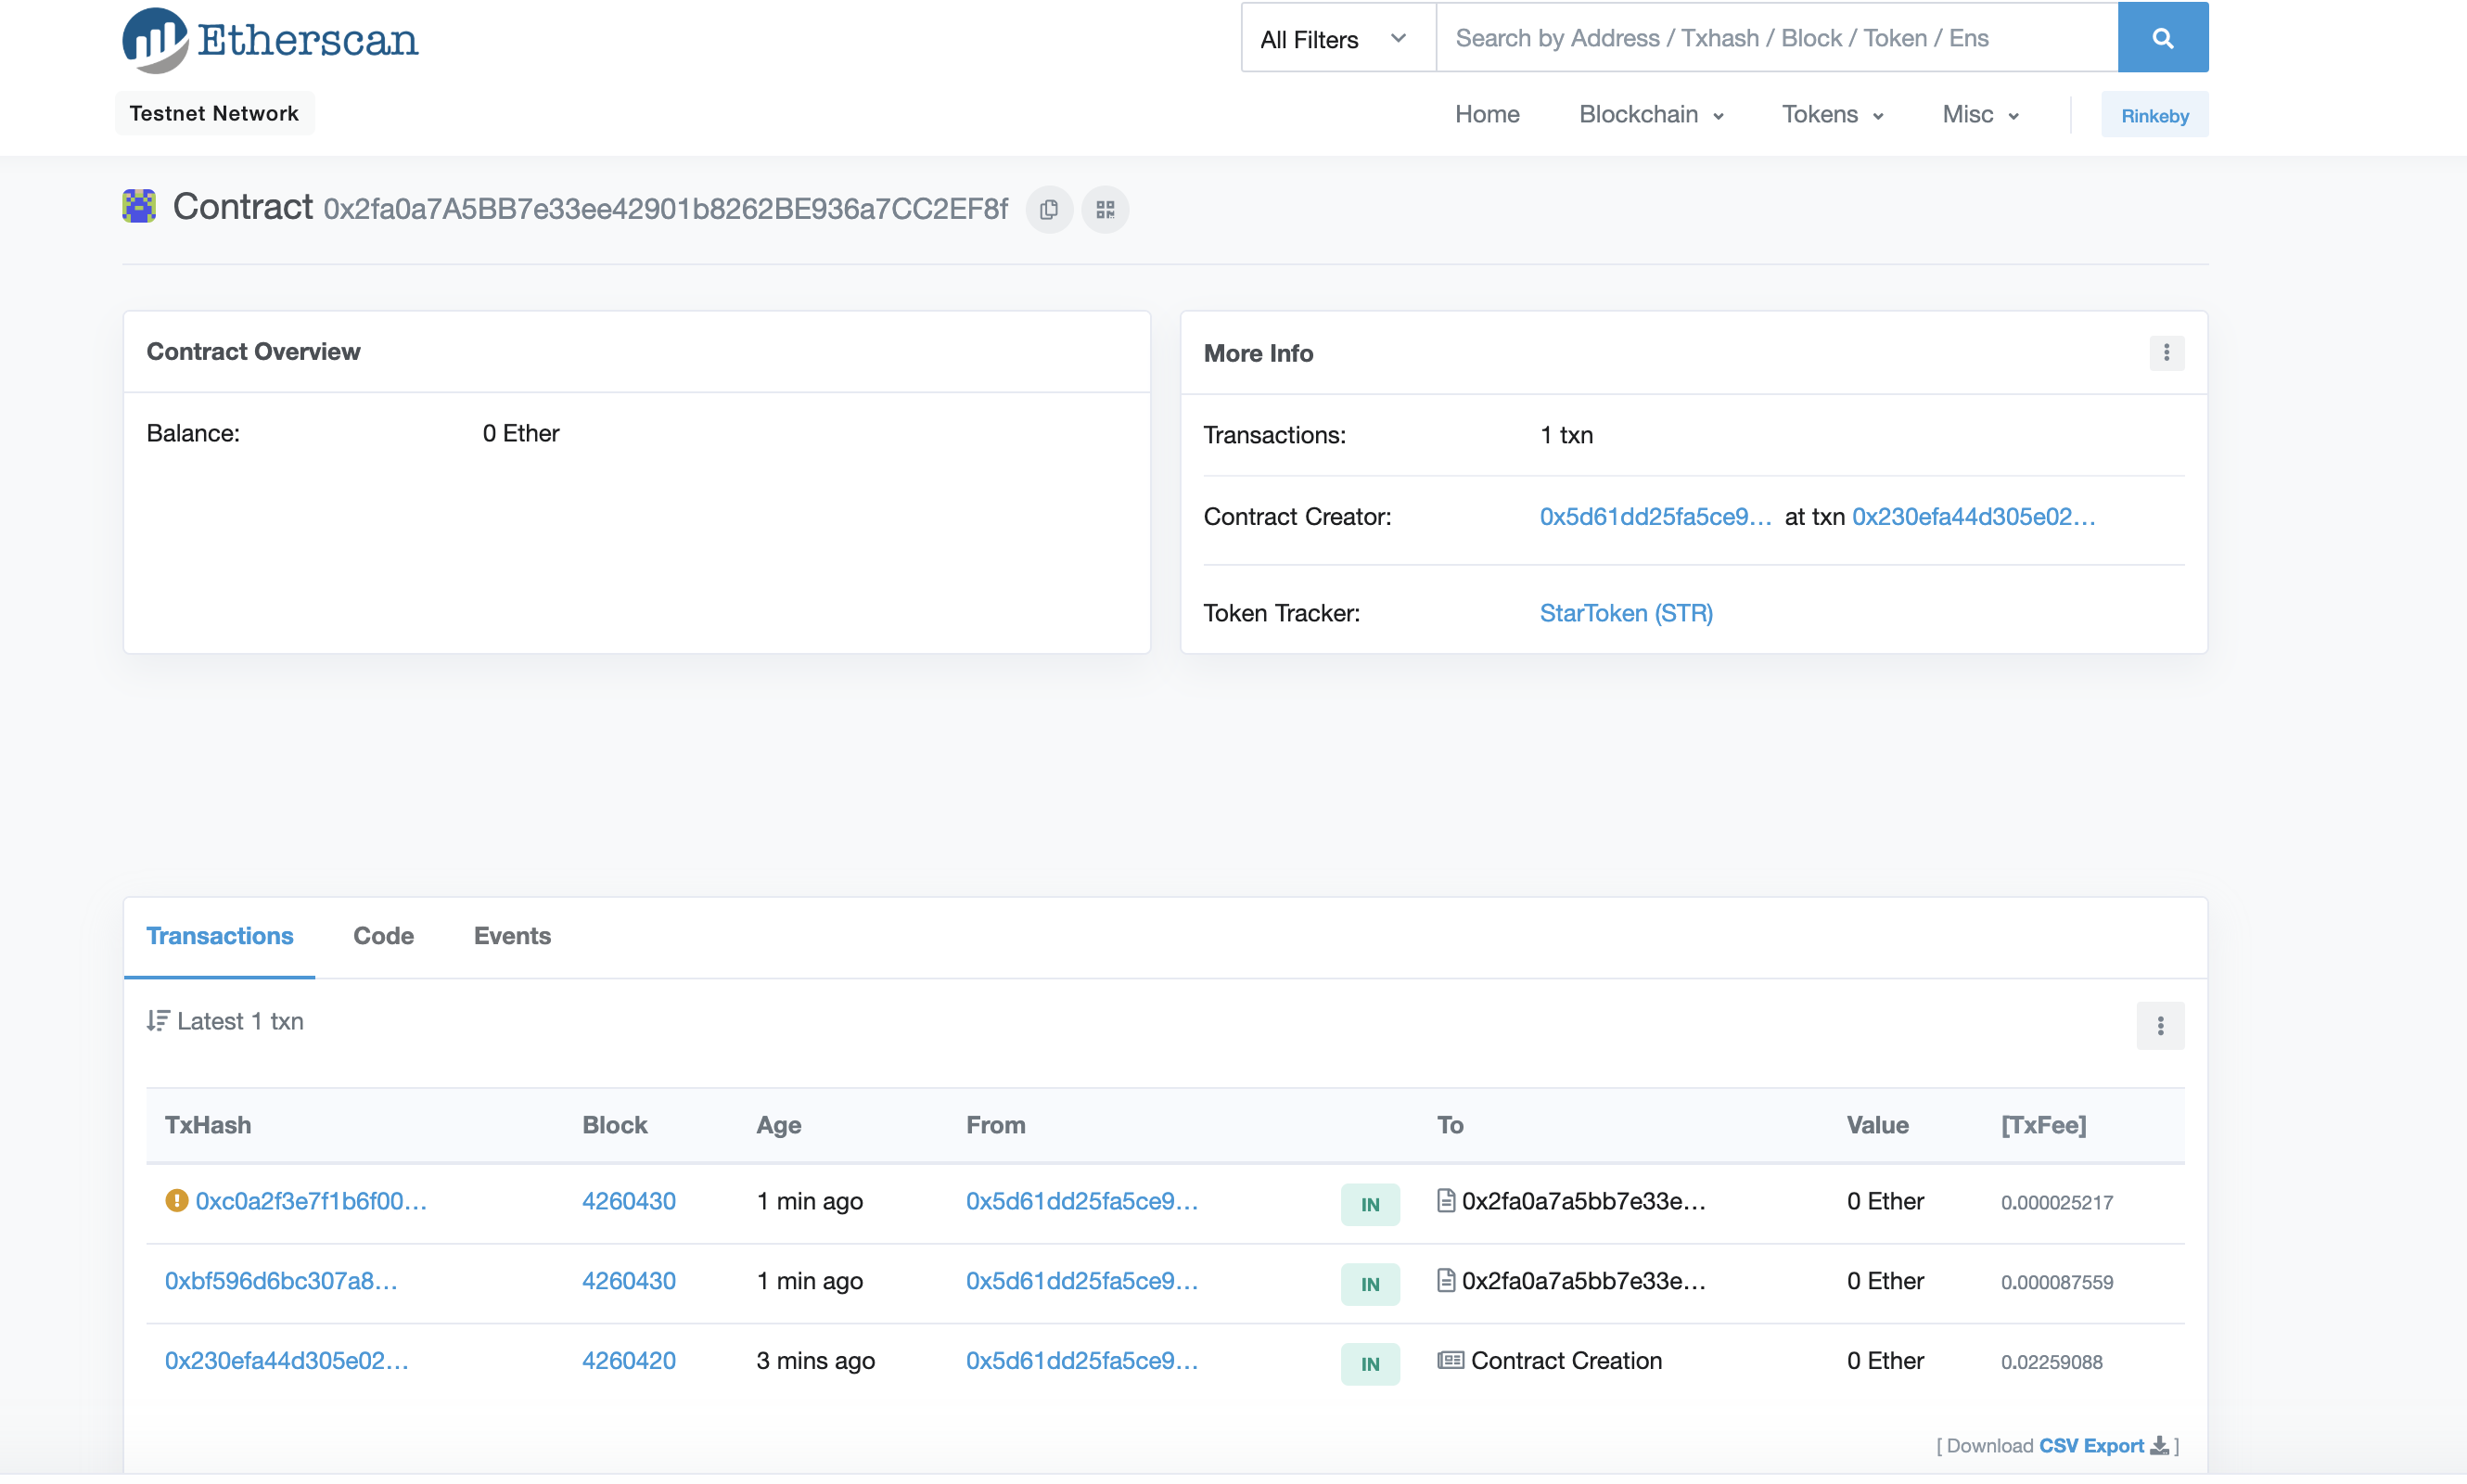 Etherscan
All Filters
Search by Address / Txhash / Block / Token / Ens
Testnet Network
Home Blockchain Tokens Misc Rinkeby
Contract 0x2fa0a7A5BB7e33ee42901b8262BE936a7CC2EF8f
Contract Overview
Balance: 0 Ether
More Info
Transactions: 1 txn
Contract Creator: 0x5d61dd25fa5ce9... at txn 0x230efa44d305e02...
Token Tracker: StarToken (STR)
Transactions Code Events
Latest 1 txn
TxHash Block Age From To Value [TxFee]
0xc0a2f3e7f1b6f00... 4260430 1 min ago 0x5d61dd25fa5ce9... IN 0x2fa0a7a5bb7e33e... 0 Ether 0.000025217
0xbf596d6bc307a8... 4260430 1 min ago 0x5d61dd25fa5ce9... IN 0x2fa0a7a5bb7e33e... 0 Ether 0.000087559
0x230efa44d305e02... 4260420 3 mins ago 0x5d61dd25fa5ce9... IN Contract Creation 0 Ether 0.02259088
[ Download CSV Export ]